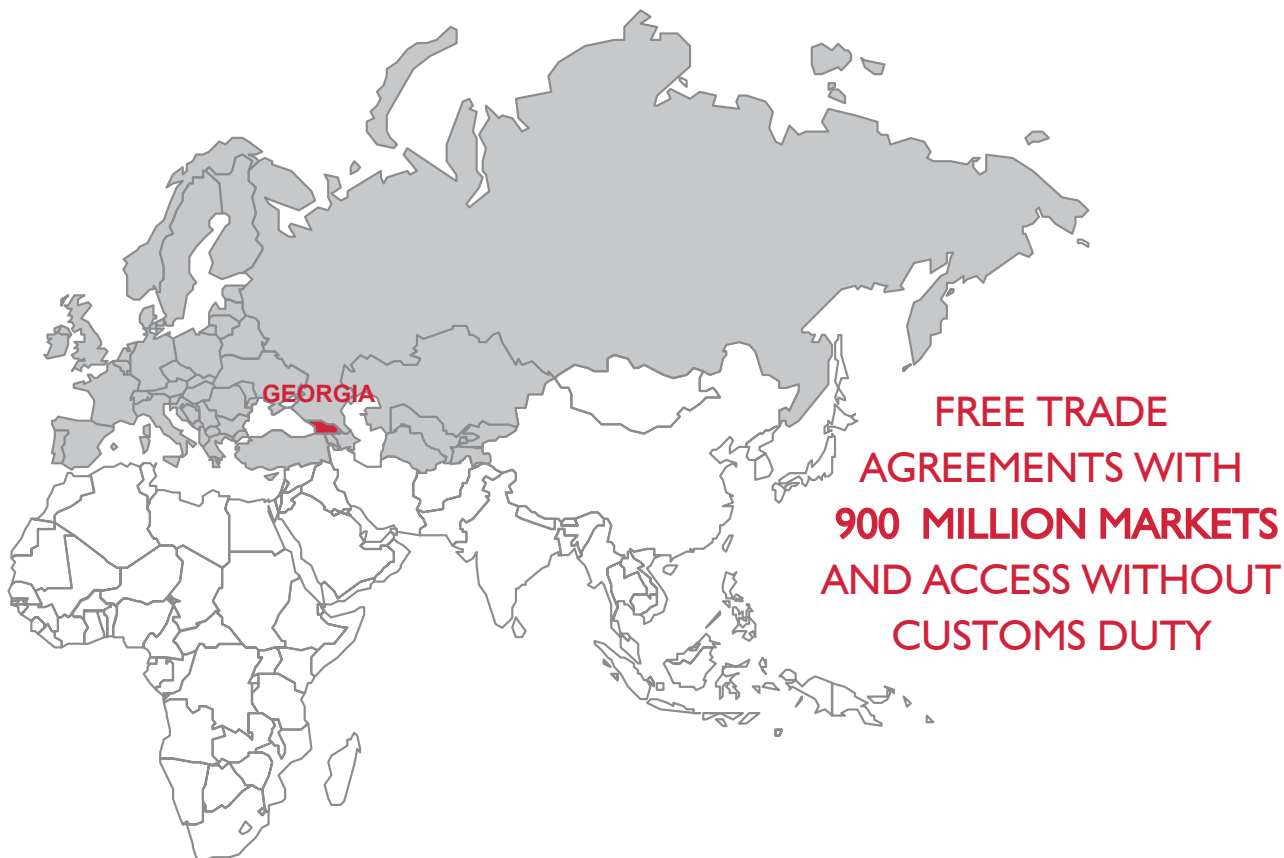 GEORGIA
FREE TRADE
AGREEMENTS WITH
900 MILLION MARKETS
AND ACCESS WITHOUT
CUSTOMS DUTY